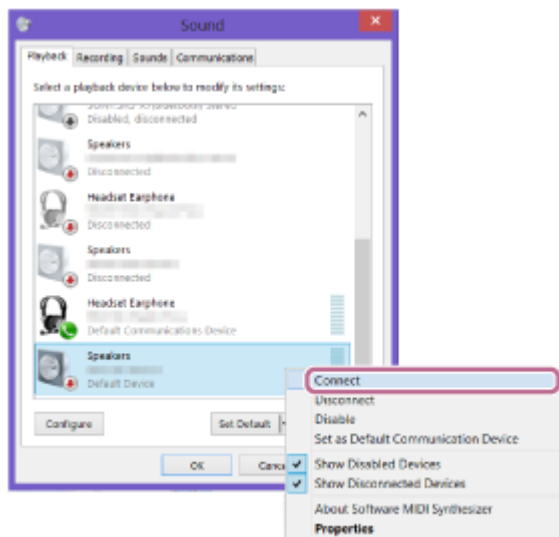 Sound
Playback Recording Sounds Communications
Select a playback device below to modify its settings:
Disabled, disconnected
Speakers
Disconnected
Headset Earphone
Disconnected
Speakers
Disconnected
Headset Earphone
Default Communications Device
Speakers
Default Device
Configure
Set Default
OK
Connect
Disconnect
Disable
Set as Default Communication Device
Show Disabled Devices
Show Disconnected Devices
About Software MIDI Synthesizer
Properties